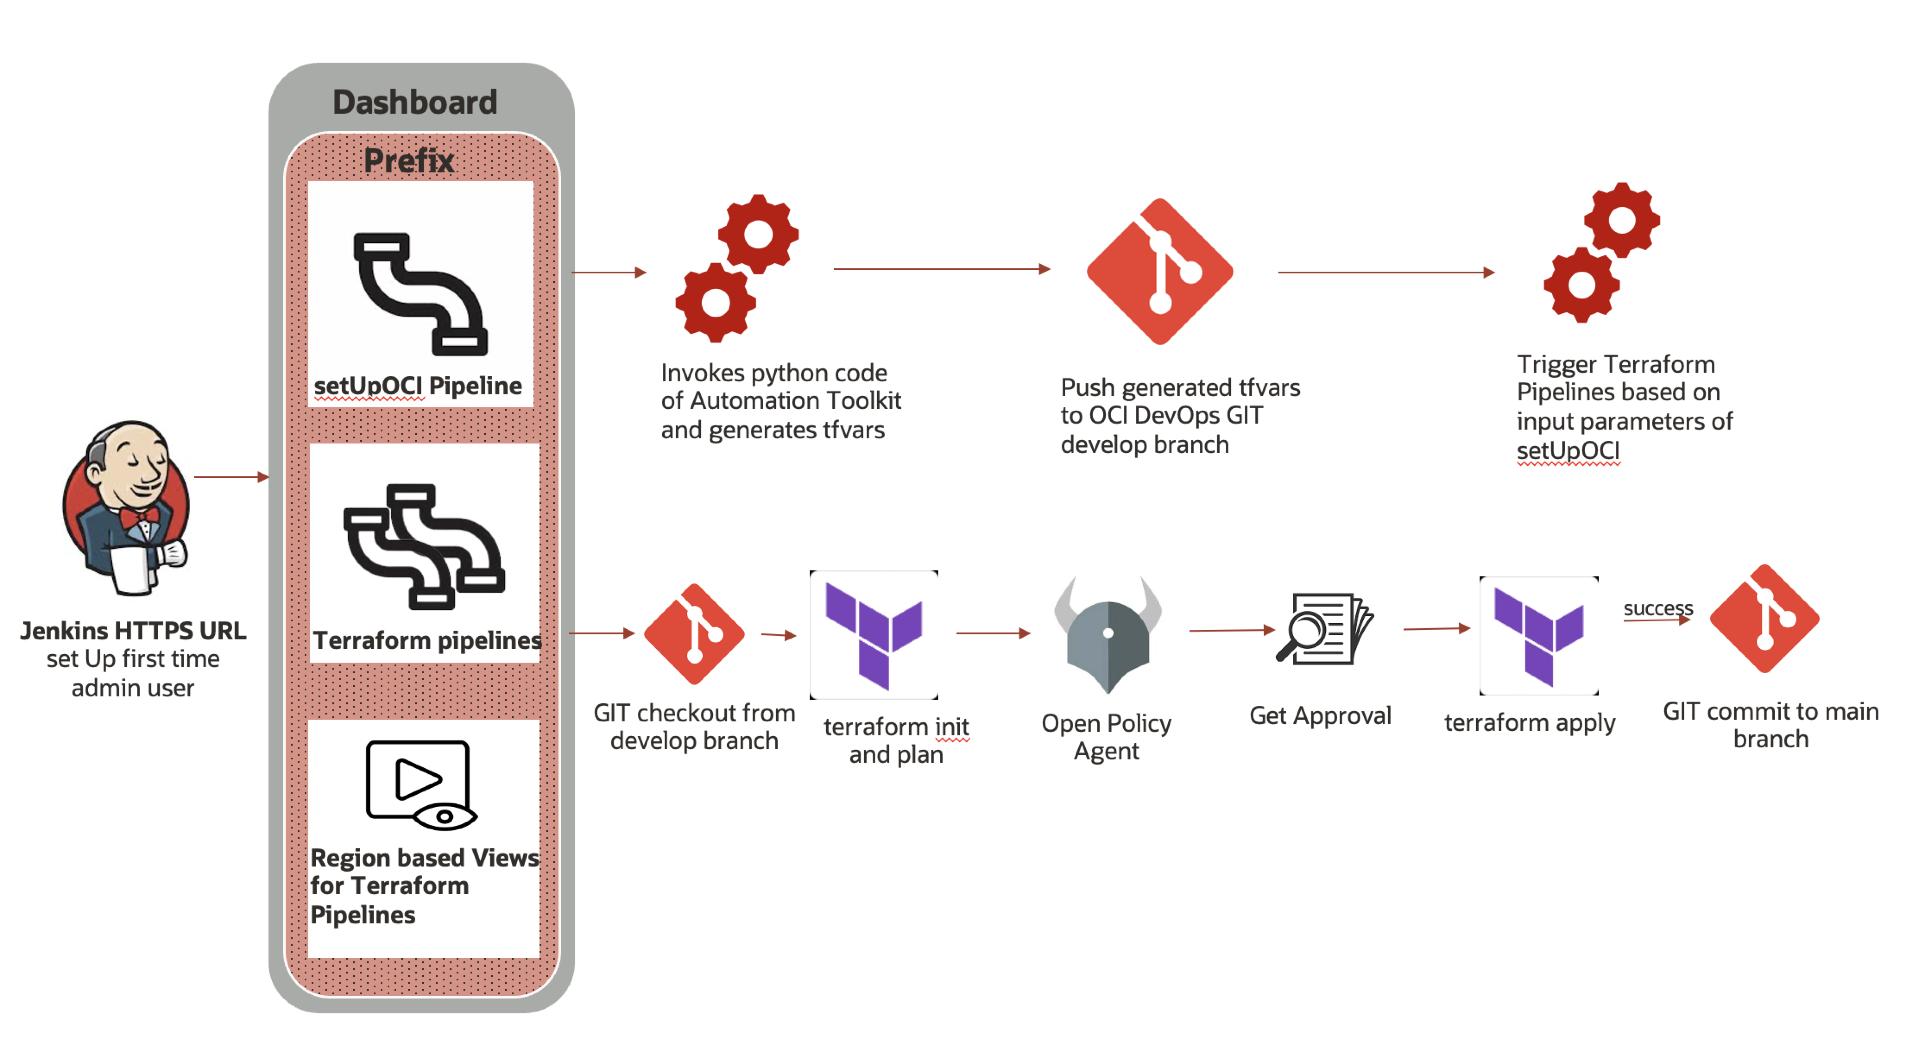 Dashboard
Prefix
setUpOCI Pipeline
Terraform pipelines
Region based Views
for Terraform
Pipelines
Jenkins HTTPS URL
set Up first time
admin user
Invokes python code
of Automation Toolkit
and generates tfvars
Push generated tfvars
to OCI DevOps GIT
develop branch
Trigger Terraform
Pipelines based on
input parameters of
setUpOCI
GIT checkout from
develop branch
terraform init
and plan
Open Policy
Agent
Get Approval
terraform apply
success
GIT commit to main
branch